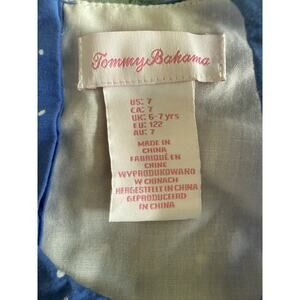 Tommy Bahama
US: 7
CA: 7
UK: 6-7 yrs
EU: 122
AU: 7
MADE IN
CHINA
FABRIQUÉ EN
CHINE
WYPRODUKOWANO
W CHINACH
HERGESTELLT IN CHINA
GEPRODUCEERD
IN CHINA